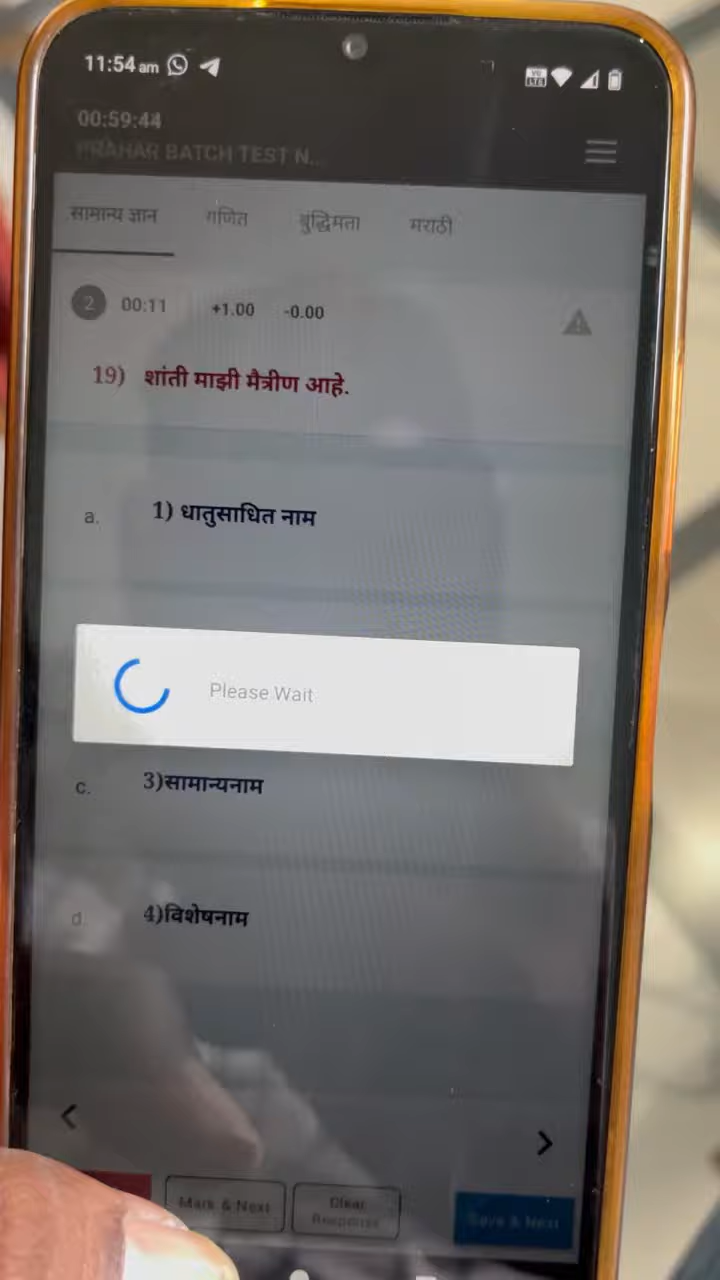 11:54 am
00:59:44
PRAHAR BATCH TEST N...
सामान्य ज्ञान गणित बुद्धिमता मराठी
2 00:11 +1.00 -0.00
19) शांती माझी मैत्रीण आहे.
a. 1) धातुसाधित नाम
Please Wait
c. 3)सामान्यनाम
d 4)विशेषनाम
Mark & Next Clear Response Save & Next